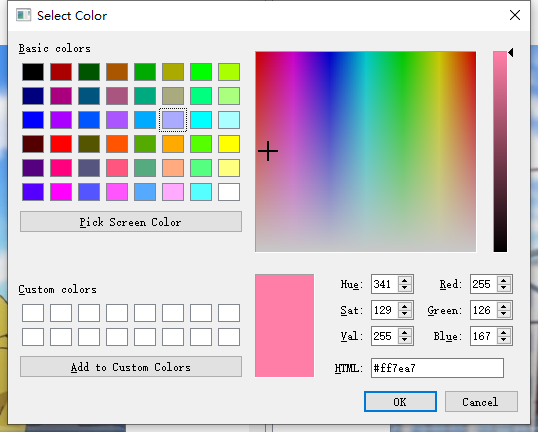 Select Color
Basic colors
Pick Screen Color
Custom colors
Add to Custom Colors
Hue: 341 Red: 255
Sat: 129 Green: 126
Val: 255 Blue: 167
HTML: #ff7ea7
OK Cancel